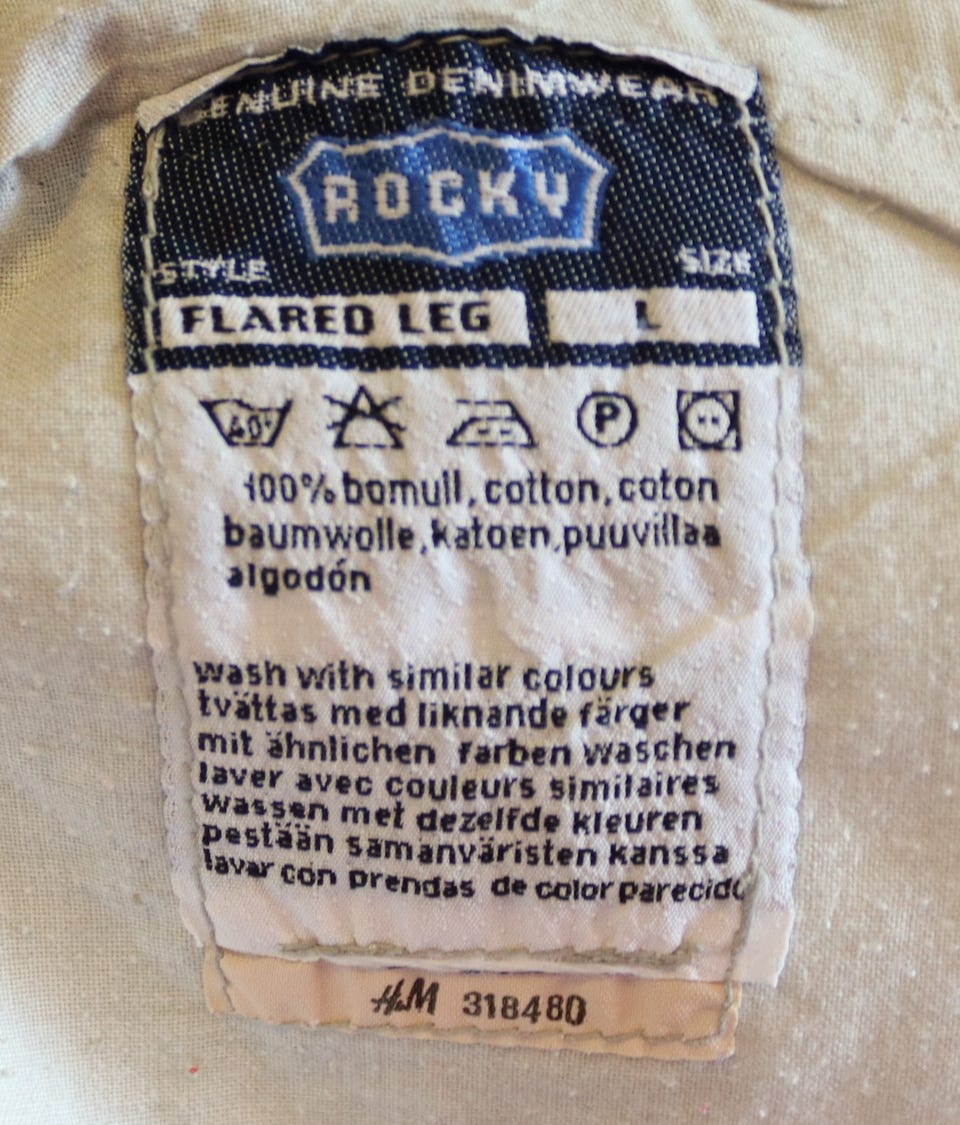 GENUINE DENIMWEAR
ROCKY
STYLE SIZE
FLARED LEG L
40° P
100% bomull, cotton, coton
baumwolle, katoen, puuvillaa
algodón
wash with similar colours
tvättas med liknande färger
mit ähnlichen farben waschen
laver avec couleurs similaires
wassen met dezelfde kleuren
pestään samanväristen kanssa
lavar con prendas de color parecido
H&M 318480